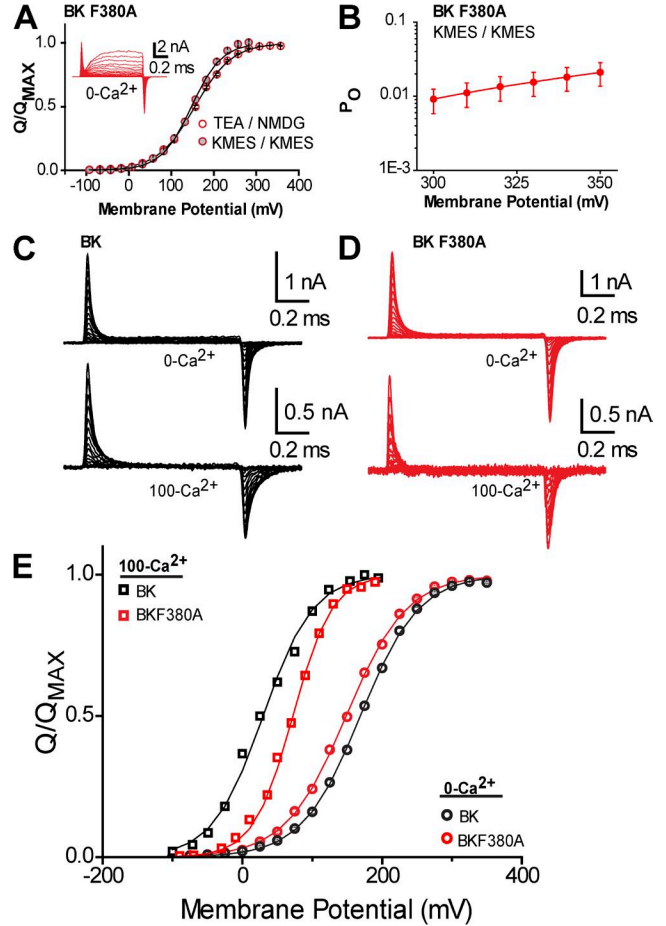 A
BK F380A
1.0
0.5
0.0
Q/Q_MAX
2 nA
0.2 ms
0-Ca²⁺
TEA / NMDG
KMES / KMES
-100 0 100 200 300 400
Membrane Potential (mV)
B
BK F380A
KMES / KMES
0.1
0.01
1E-3
P_O
300 325 350
Membrane Potential (mV)
C
BK
1 nA
0.2 ms
0-Ca²⁺
0.5 nA
0.2 ms
100-Ca²⁺
D
BK F380A
1 nA
0.2 ms
0-Ca²⁺
0.5 nA
0.2 ms
100-Ca²⁺
E
100-Ca²⁺
BK
BKF380A
1.0
0.5
0.0
Q/Q_MAX
0-Ca²⁺
BK
BKF380A
-200 0 200 400
Membrane Potential (mV)